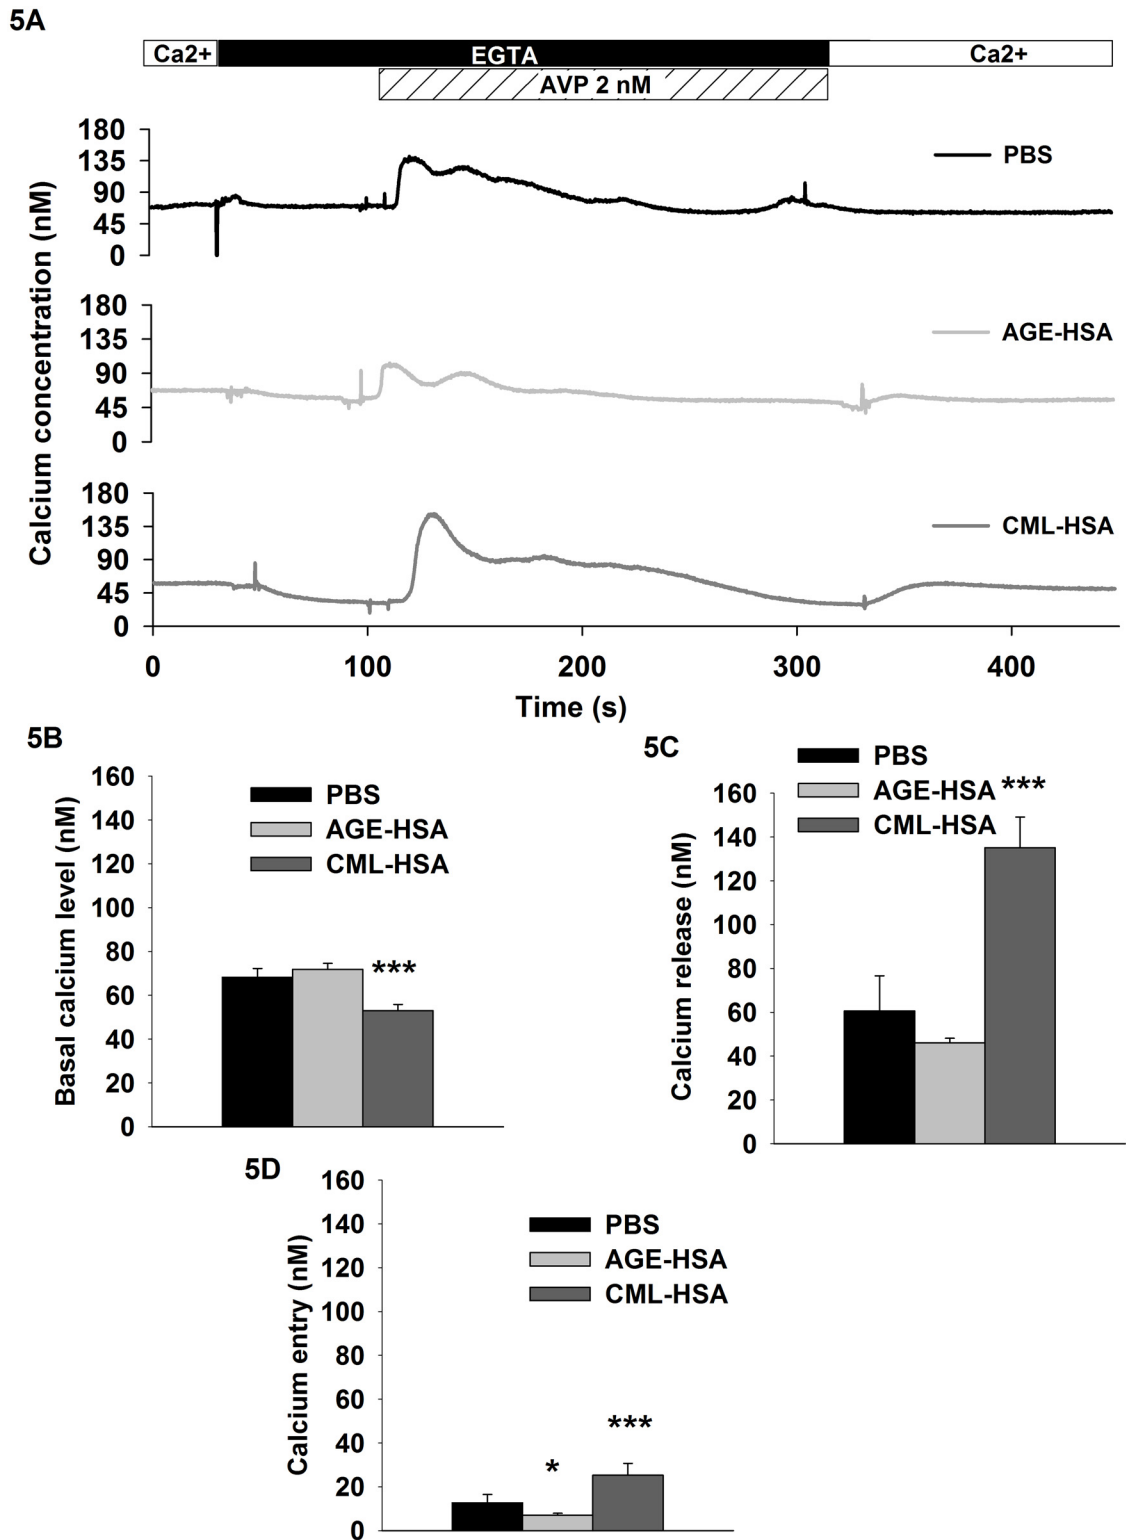 5A
Ca2+ EGTA Ca2+
AVP 2 nM
Calcium concentration (nM)
180
135
90
45
0
PBS
180
135
90
45
0
AGE-HSA
180
135
90
45
0
CML-HSA
0 100 200 300 400
Time (s)
5B
Basal calcium level (nM)
160
140
120
100
80
60
40
20
0
PBS
AGE-HSA
CML-HSA
***
5C
Calcium release (nM)
160
140
120
100
80
60
40
20
0
PBS
AGE-HSA
CML-HSA
***
5D
Calcium entry (nM)
160
140
120
100
80
60
40
20
0
PBS
AGE-HSA
CML-HSA
*
***